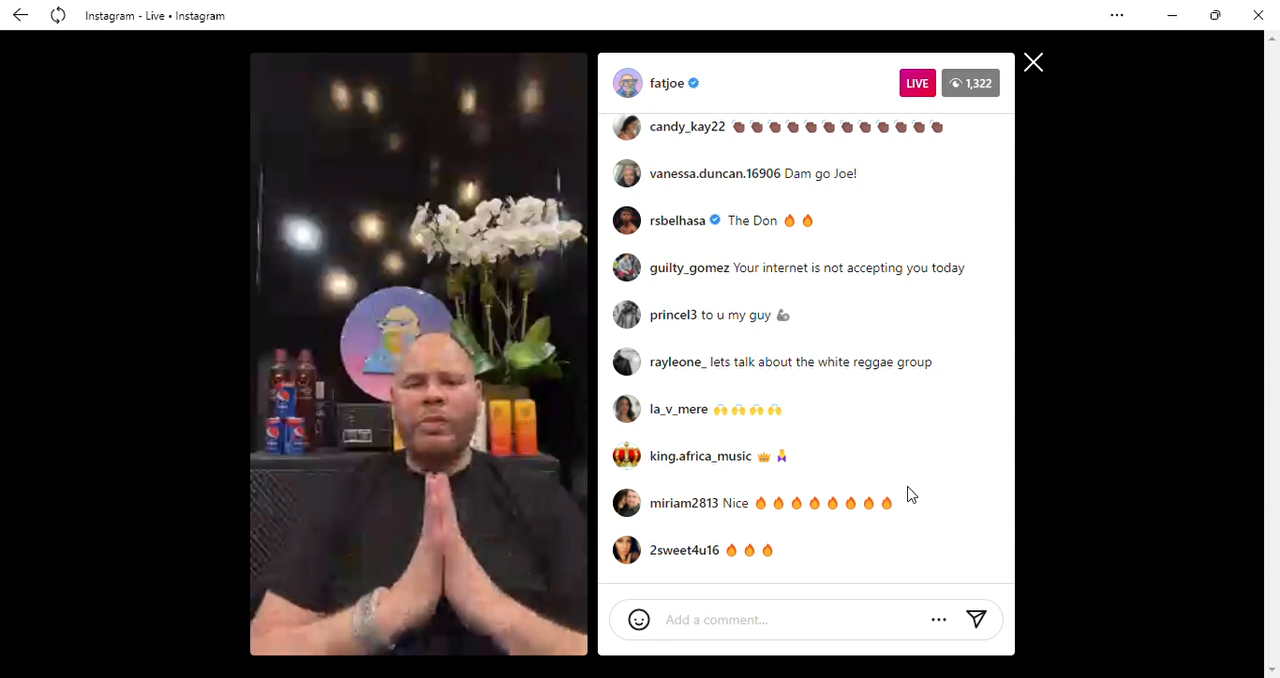 Instagram - Live • Instagram
fatjoe
LIVE
1,322
candy_kay22 👏🏿👏🏿👏🏿👏🏿👏🏿👏🏿👏🏿👏🏿👏🏿👏🏿👏🏿👏🏿
vanessa.duncan.16906 Dam go Joe!
rsbelhasa The Don 🔥🔥
guilty_gomez Your internet is not accepting you today
princel3 to u my guy 🦾
rayleone_ lets talk about the white reggae group
la_v_mere 🙌🙌🙌🙌
king.africa_music 👑🧜‍♀️
miriam2813 Nice 🔥🔥🔥🔥🔥🔥🔥🔥
2sweet4u16 🔥🔥🔥
Add a comment...